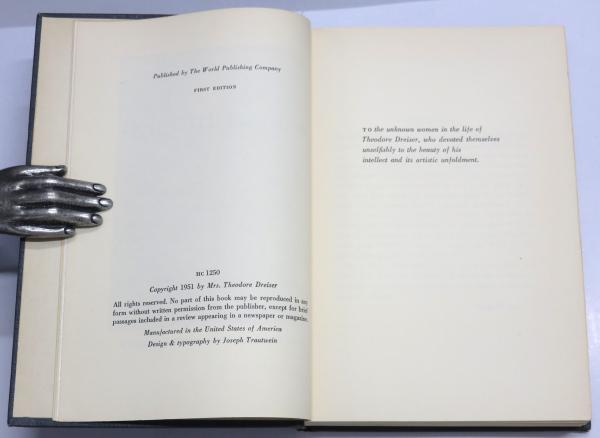 Published by The World Publishing Company
FIRST EDITION
HC 1250
Copyright 1951 by Mrs. Theodore Dreiser
All rights reserved. No part of this book may be reproduced in any
form without written permission from the publisher, except for brief
passages included in a review appearing in a newspaper or magazine.
Manufactured in the United States of America
Design & typography by Joseph Trautwein
TO the unknown women in the life of
Theodore Dreiser, who devoted themselves
unselfishly to the beauty of his
intellect and its artistic unfoldment.